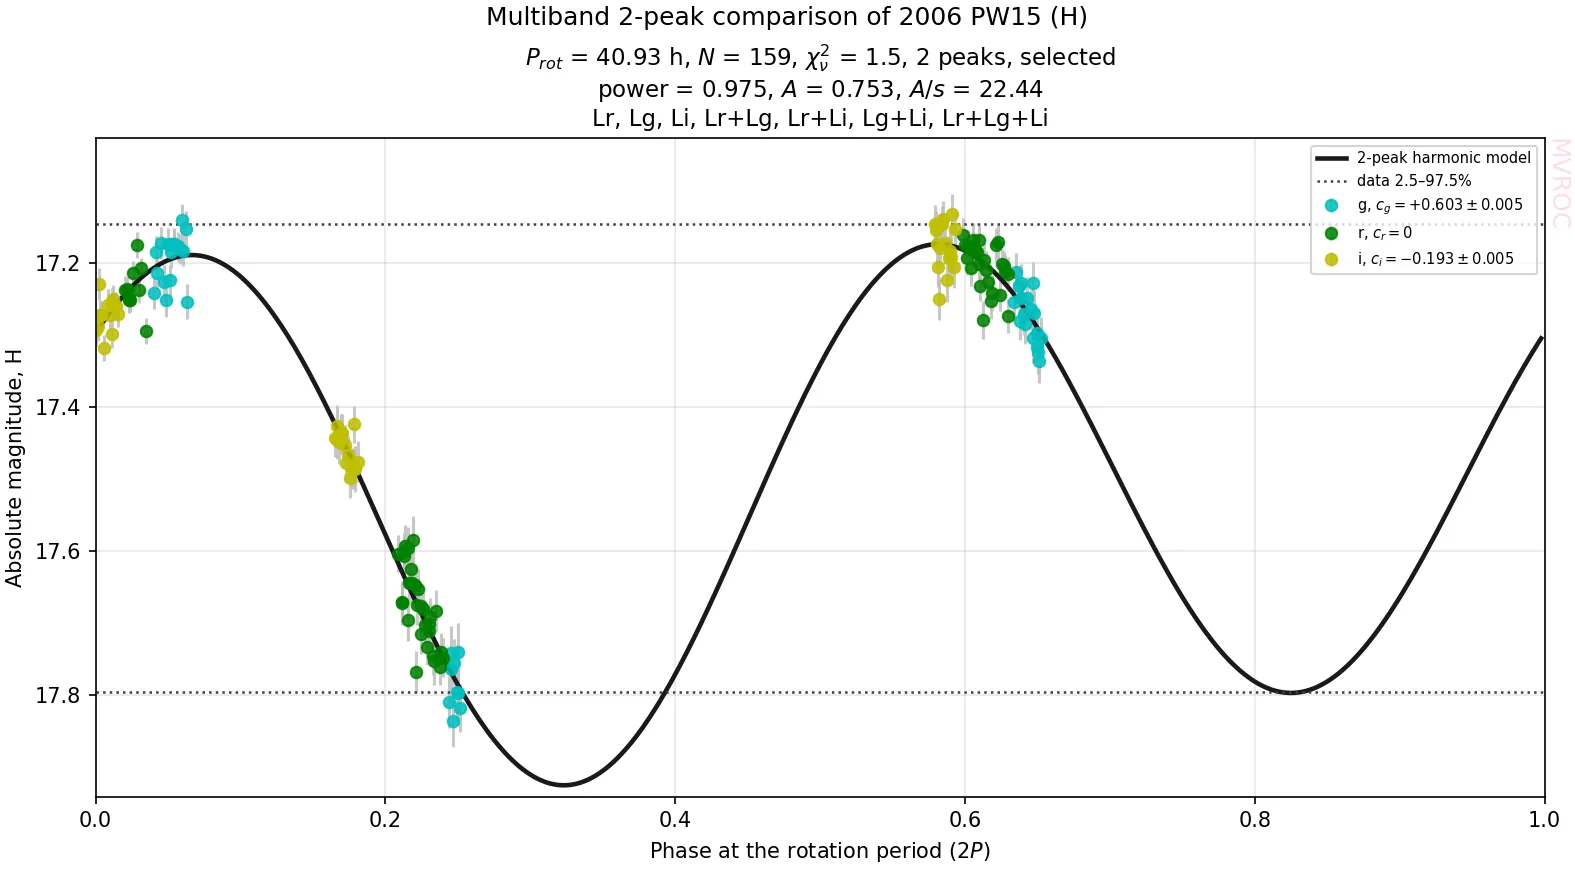 Multiband 2-peak comparison of 2006 PW15 (H)
P_rot = 40.93 h, N = 159, χ²_ν = 1.5, 2 peaks, selected
power = 0.975, A = 0.753, A/s = 22.44
Lr, Lg, Li, Lr+Lg, Lr+Li, Lg+Li, Lr+Lg+Li
2-peak harmonic model
data 2.5–97.5%
g, c_g = +0.603 ± 0.005
r, c_r = 0
i, c_i = −0.193 ± 0.005
MVROC
Absolute magnitude, H
17.2
17.4
17.6
17.8
0.0 0.2 0.4 0.6 0.8 1.0
Phase at the rotation period (2P)